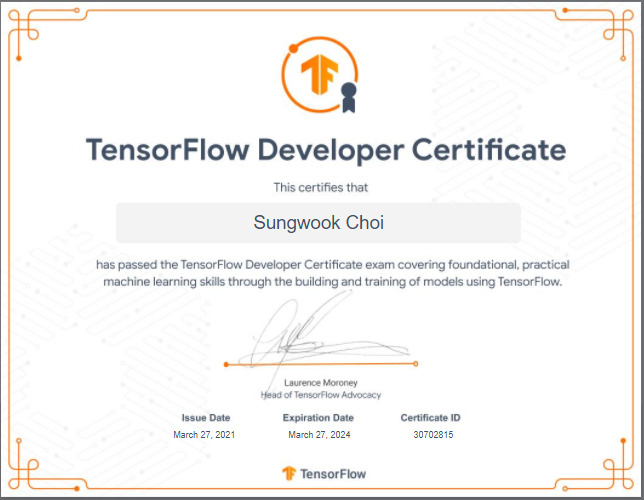 TensorFlow Developer Certificate
This certifies that
Sungwook Choi
has passed the TensorFlow Developer Certificate exam covering foundational, practical
machine learning skills through the building and training of models using TensorFlow.
Laurence Moroney
Head of TensorFlow Advocacy
Issue Date Expiration Date Certificate ID
March 27, 2021 March 27, 2024 30702815
TensorFlow